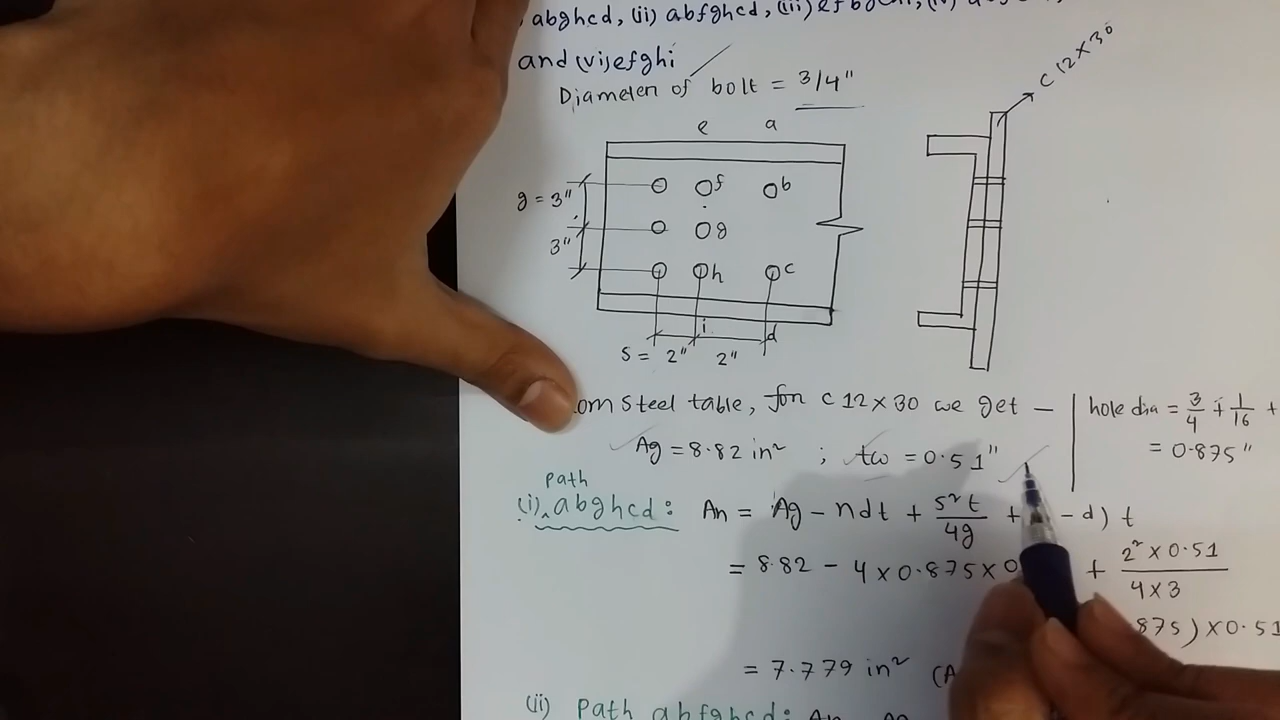 abghcd, (ii) abfghcd, (iii) efbghi,
and (vi) efghi
Diameter of bolt = 3/4"
e a
f b
g = 3"
g
3"
h c
i d
S = 2" 2"
C 12 X 30
om Steel table, for C 12 X 30 we get —
hole dia = 3/4 + 1/16 +
= 0.875"
Ag = 8.82 in² ; tw = 0.51"
path
(i) abghcd: An = Ag – ndt + s²t/4g + - d) t
= 8.82 – 4 X 0.875 X 0 + 2² X 0.51 / 4 X 3
875) X 0.51
= 7.779 in² (A
(ii) Path abfghcd: An Ag